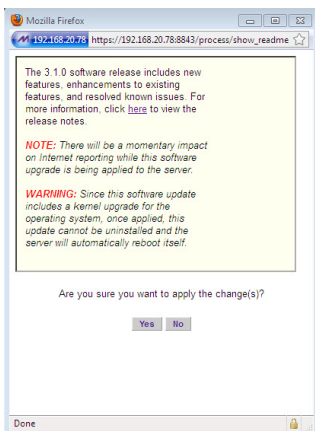 Mozilla Firefox
192.168.20.78 https://192.168.20.78:8843/process/show_readme
The 3.1.0 software release includes new
features, enhancements to existing
features, and resolved known issues. For
more information, click here to view the
release notes.
NOTE: There will be a momentary impact
on Internet reporting while this software
upgrade is being applied to the server.
WARNING: Since this software update
includes a kernel upgrade for the
operating system, once applied, this
update cannot be uninstalled and the
server will automatically reboot itself.
Are you sure you want to apply the change(s)?
Yes No
Done